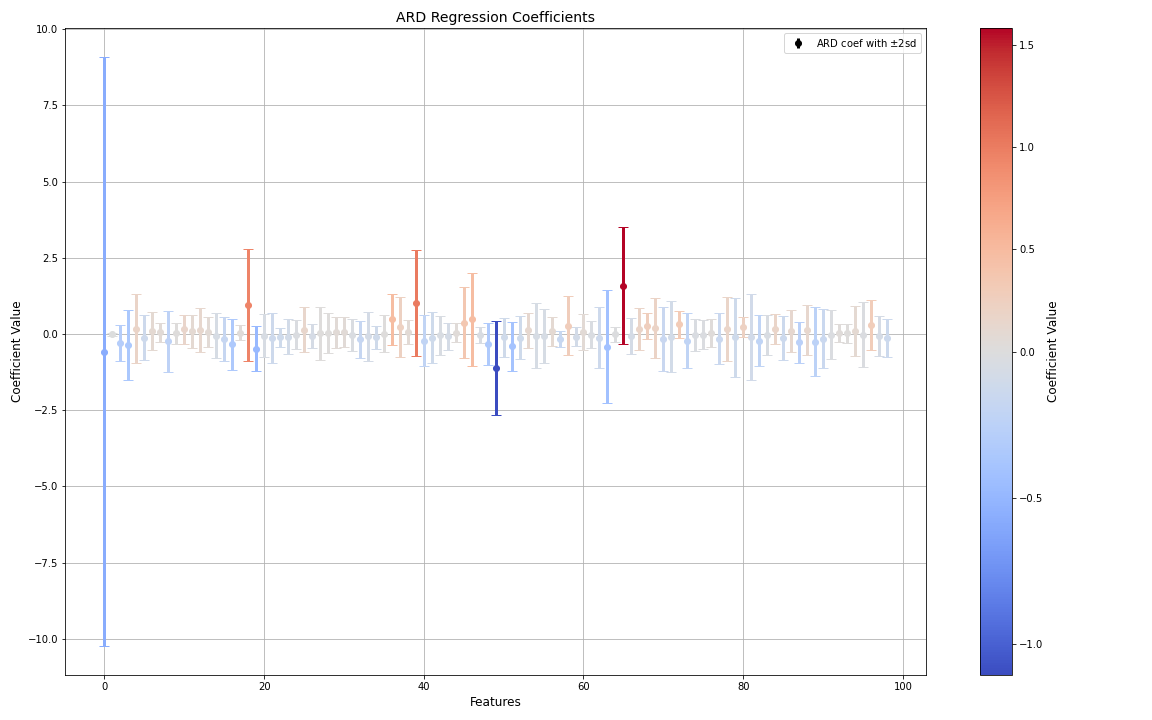 ARD Regression Coefficients
ARD coef with ±2sd
Coefficient Value
10.0
7.5
5.0
2.5
0.0
−2.5
−5.0
−7.5
−10.0
0 20 40 60 80 100
Features
1.5
1.0
0.5
0.0
−0.5
−1.0
Coefficient Value